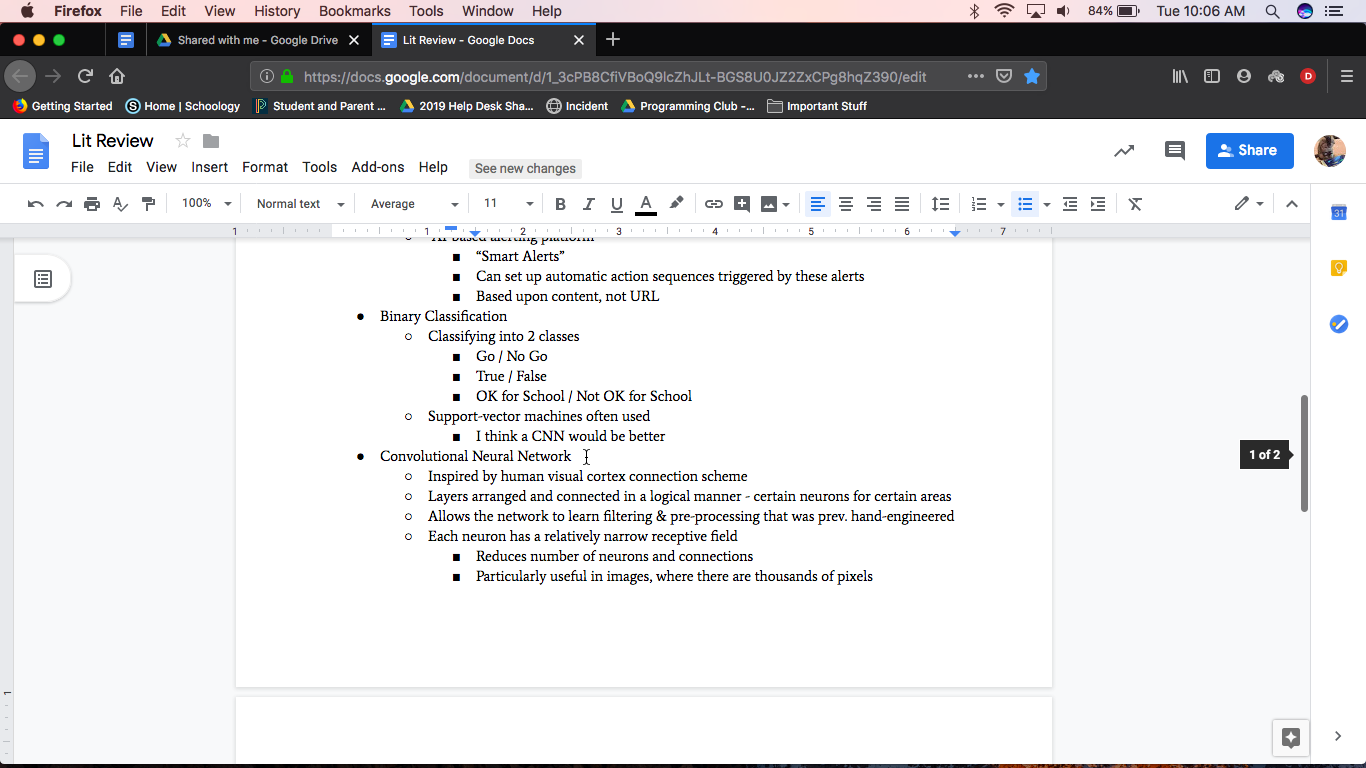 Firefox File Edit View History Bookmarks Tools Window Help 84% Tue 10:06 AM
Shared with me - Google Drive Lit Review - Google Docs
https://docs.google.com/document/d/1_3cPB8CfiVBoQ9lcZhJLt-BGS8U0JZ2ZxCPg8hqZ390/edit D
Getting Started Home | Schoology Student and Parent ... 2019 Help Desk Sha... Incident Programming Club -... Important Stuff
Lit Review
File Edit View Insert Format Tools Add-ons Help See new changes Share
100% Normal text Average 11 B I U A
1 1 2 3 4 5 6 7
31
AI based alerting platform
■ “Smart Alerts”
■ Can set up automatic action sequences triggered by these alerts
■ Based upon content, not URL
● Binary Classification
○ Classifying into 2 classes
■ Go / No Go
■ True / False
■ OK for School / Not OK for School
○ Support-vector machines often used
■ I think a CNN would be better
● Convolutional Neural Network
1 of 2
○ Inspired by human visual cortex connection scheme
○ Layers arranged and connected in a logical manner - certain neurons for certain areas
○ Allows the network to learn filtering & pre-processing that was prev. hand-engineered
○ Each neuron has a relatively narrow receptive field
■ Reduces number of neurons and connections
■ Particularly useful in images, where there are thousands of pixels
1